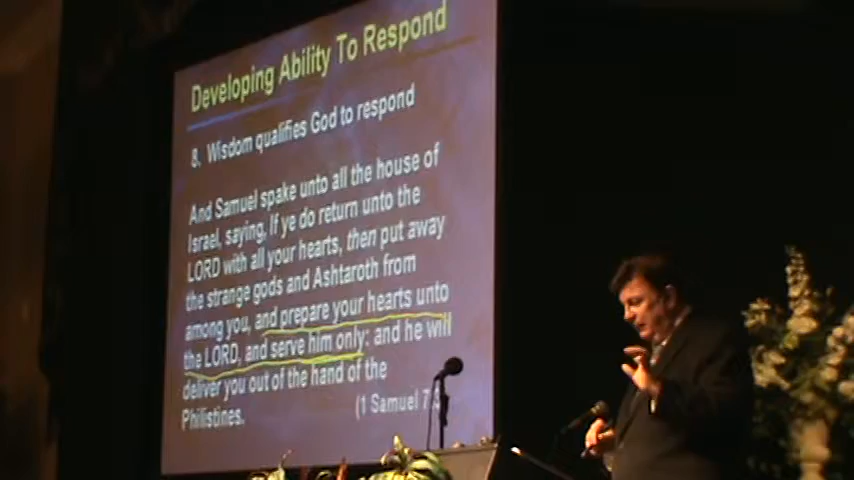 Developing Ability To Respond
8. Wisdom qualifies God to respond
And Samuel spake unto all the house of
Israel, saying, If ye do return unto the
LORD with all your hearts, then put away
the strange gods and Ashtaroth from
among you, and prepare your hearts unto
the LORD, and serve him only: and he will
deliver you out of the hand of the
Philistines.
(1 Samuel 7:3